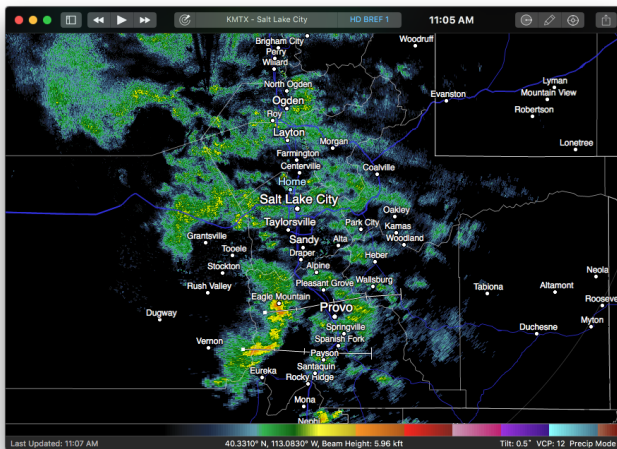 KMTX - Salt Lake City
HD BREF 1
11:05 AM
Woodruff
Brigham City
Perry
Willard
North Ogden
Ogden
Roy
Layton
Farmington
Centerville
Morgan
Evanston
Lyman
Mountain View
Robertson
Lonetree
Coalville
Home
Salt Lake City
Oakley
Taylorsville
Park City
Kamas
Grantsville
Sandy
Alta
Woodland
Tooele
Draper
Heber
Stockton
Alpine
Neola
Rush Valley
Pleasant Grove
Wallsburg
Tabiona
Altamont
Eagle Mountain
Roosev
Dugway
Provo
Myton
Springville
Duchesne
Vernon
Spanish Fork
Payson
Eureka
Santaquin
Rocky Ridge
Mona
Nephi
Last Updated: 11:07 AM
40.3310° N, 113.0830° W, Beam Height: 5.96 kft
Tilt: 0.5° VCP: 12 Precip Mode